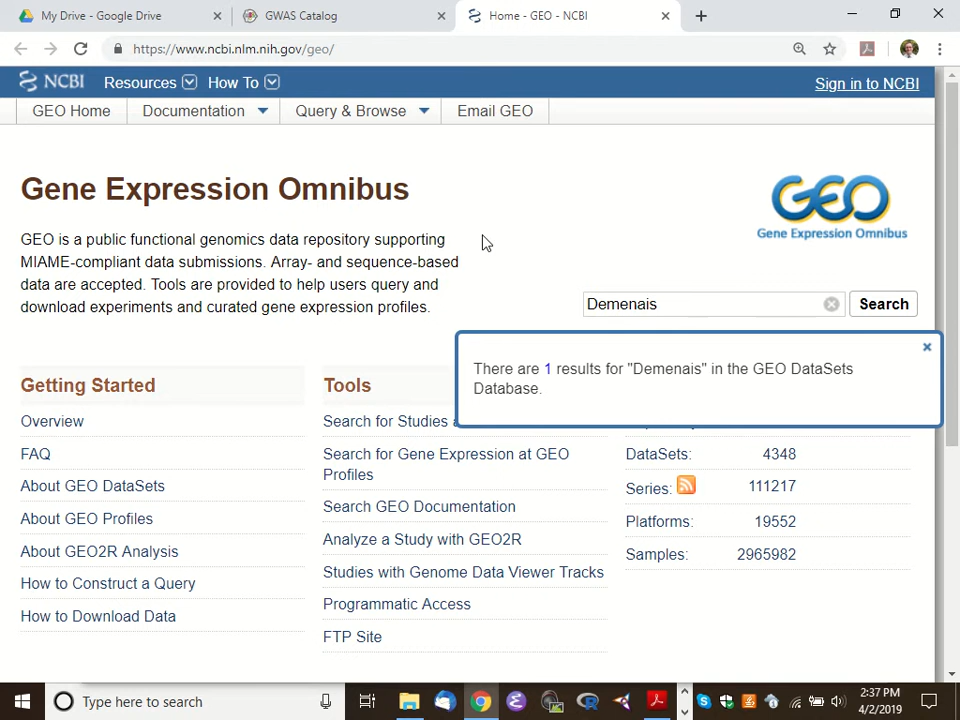 My Drive - Google Drive
GWAS Catalog
Home - GEO - NCBI
https://www.ncbi.nlm.nih.gov/geo/
NCBI Resources How To Sign in to NCBI
GEO Home Documentation Query & Browse Email GEO
Gene Expression Omnibus
GEO is a public functional genomics data repository supporting
MIAME-compliant data submissions. Array- and sequence-based
data are accepted. Tools are provided to help users query and
download experiments and curated gene expression profiles.
GEO
Gene Expression Omnibus
Demenais Search
There are 1 results for "Demenais" in the GEO DataSets
Database.
Getting Started
Overview
FAQ
About GEO DataSets
About GEO Profiles
About GEO2R Analysis
How to Construct a Query
How to Download Data
Tools
Search for Studies
Search for Gene Expression at GEO
Profiles
Search GEO Documentation
Analyze a Study with GEO2R
Studies with Genome Data Viewer Tracks
Programmatic Access
FTP Site
DataSets: 4348
Series: 111217
Platforms: 19552
Samples: 2965982
Type here to search
2:37 PM
4/2/2019